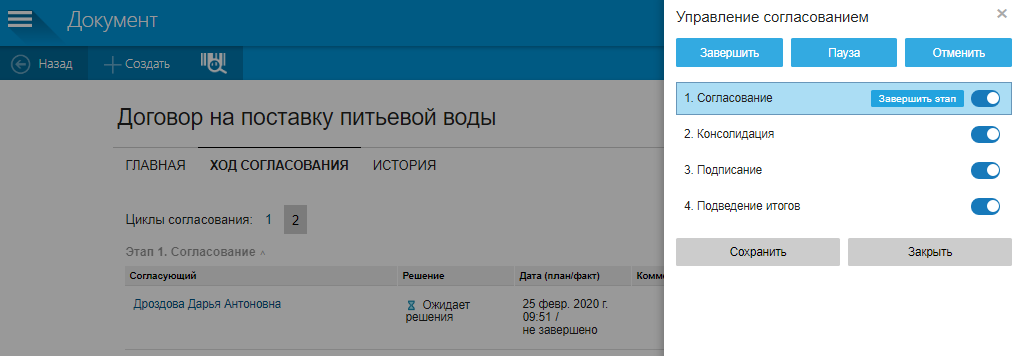 Документ
Назад
Создать
Договор на поставку питьевой воды
ГЛАВНАЯ ХОД СОГЛАСОВАНИЯ ИСТОРИЯ
Циклы согласования: 1 2
Этап 1. Согласование
Согласующий Решение Дата (план/факт) Комме
Дроздова Дарья Антоновна
Ожидает
решения
25 февр. 2020 г.
09:51 /
не завершено
Управление согласованием
Завершить Пауза Отменить
1. Согласование Завершить этап
2. Консолидация
3. Подписание
4. Подведение итогов
Сохранить Закрыть